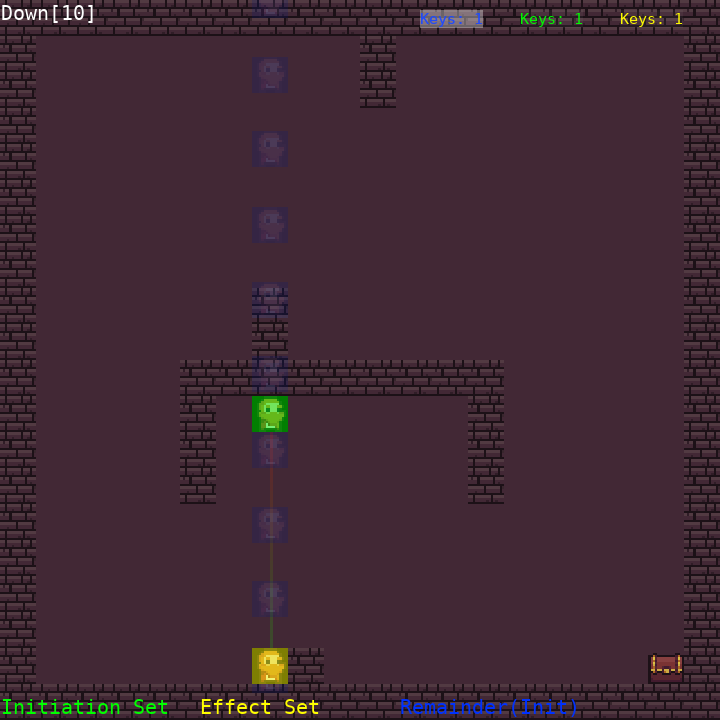 Down[10]
Keys: 1 Keys: 1 Keys: 1
Initiation Set Effect Set Remainder(Init)